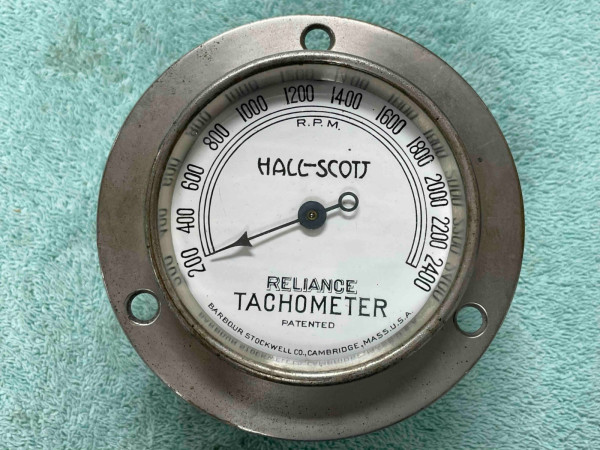 200 400 600 800 1000 1200 1400 1600 1800 2000 2200 2400
R.P.M.
HALL-SCOTT
RELIANCE
TACHOMETER
PATENTED
BARBOUR STOCKWELL CO., CAMBRIDGE, MASS. U.S.A.